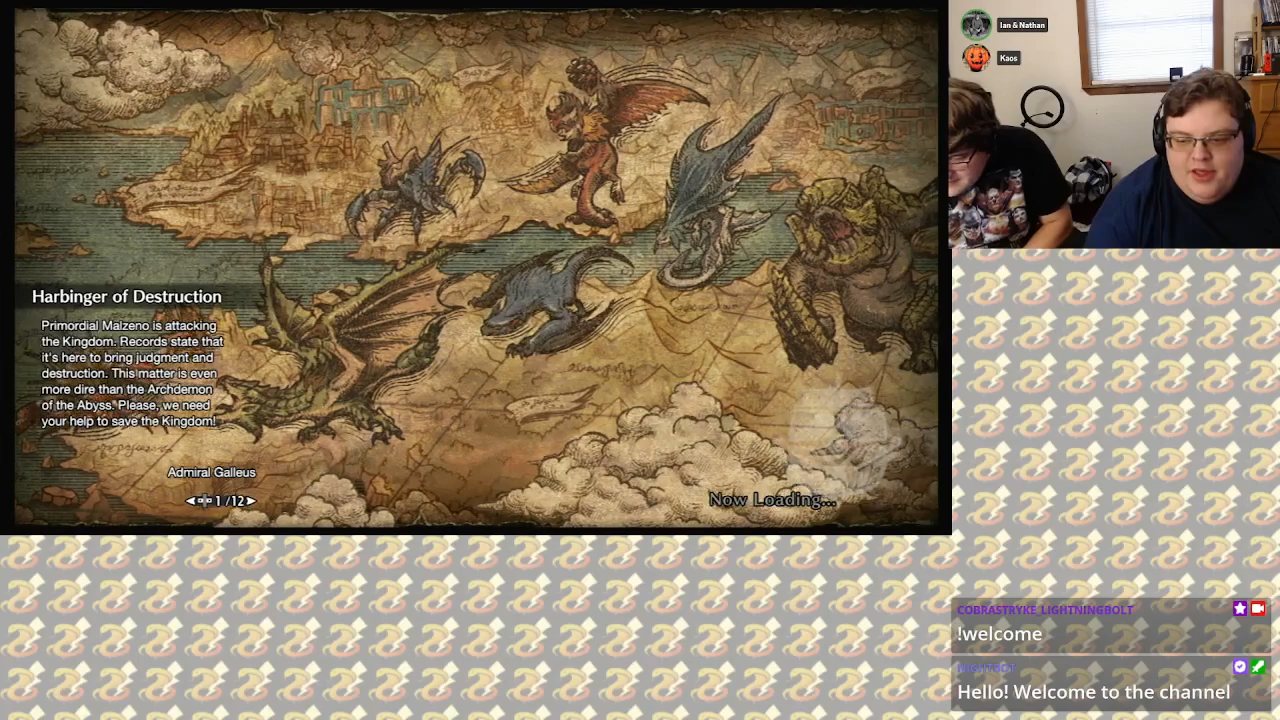 Ian & Nathan
Kaos
Harbinger of Destruction
Primordial Malzeno is attacking
the Kingdom. Records state that
it's here to bring judgment and
destruction. This matter is even
more dire than the Archdemon
of the Abyss. Please, we need
your help to save the Kingdom!
Admiral Galleus
1 / 12
Now Loading...
COBRASTRYKE_LIGHTNINGBOLT
!welcome
Hello! Welcome to the channel